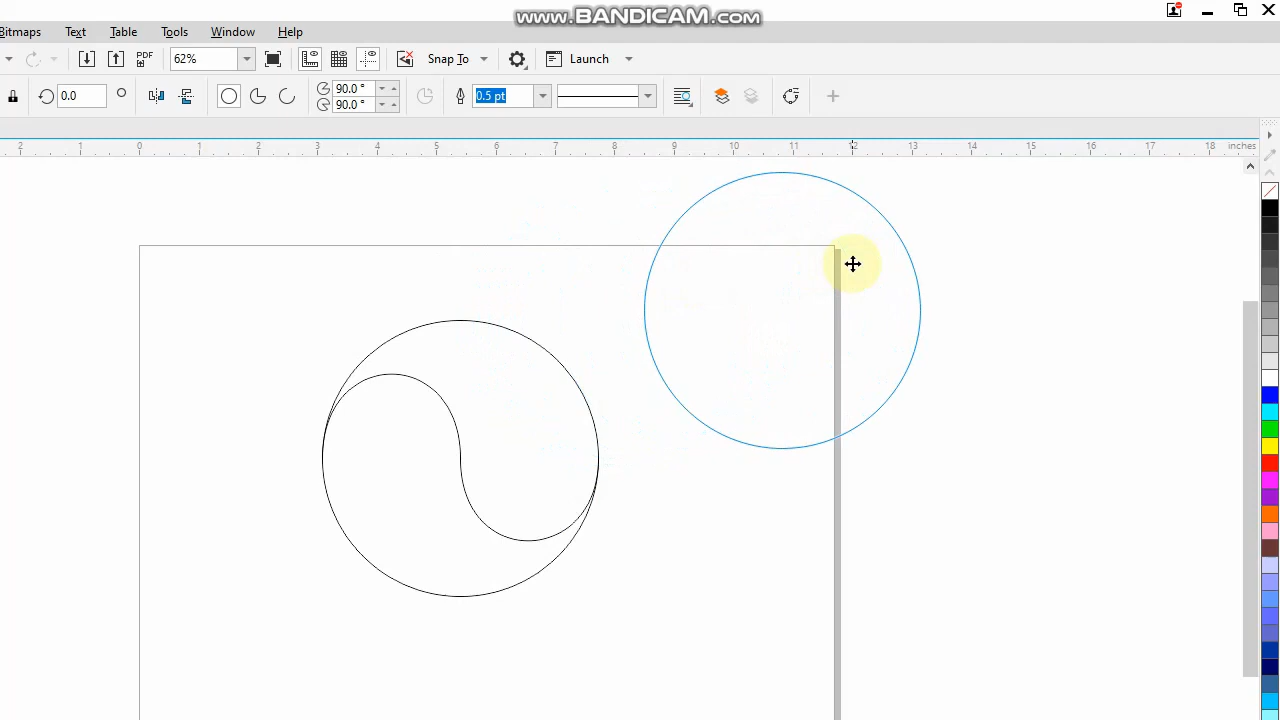 www.BANDICAM.com
Bitmaps Text Table Tools Window Help
PDF 62% Snap To Launch
0.0 90.0 ° 0.5 pt
90.0 °
2 1 0 1 2 3 4 5 6 7 8 9 10 11 12 13 14 15 16 17 18 inches